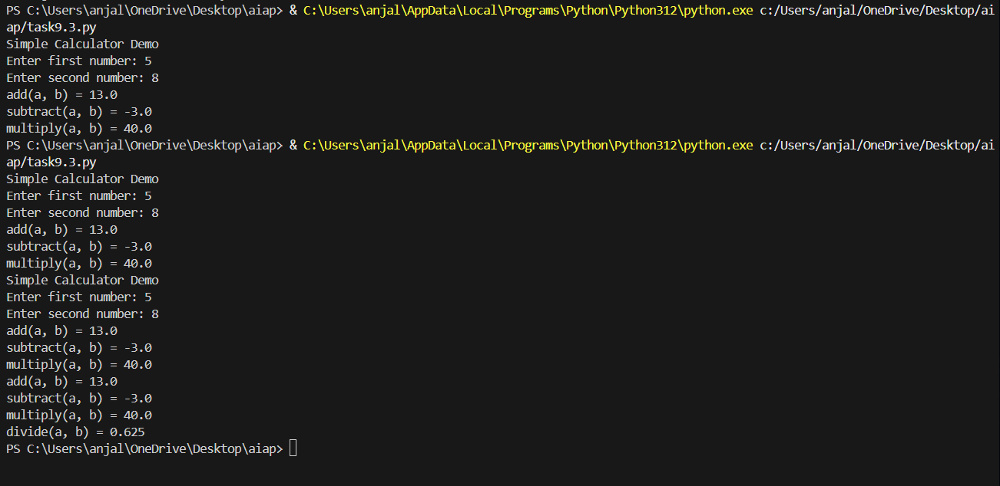 PS C:\Users\anjal\OneDrive\Desktop\aiap> & C:\Users\anjal\AppData\Local\Programs\Python\Python312\python.exe c:/Users/anjal/OneDrive/Desktop/ai
ap/task9.3.py
Simple Calculator Demo
Enter first number: 5
Enter second number: 8
add(a, b) = 13.0
subtract(a, b) = -3.0
multiply(a, b) = 40.0
PS C:\Users\anjal\OneDrive\Desktop\aiap> & C:\Users\anjal\AppData\Local\Programs\Python\Python312\python.exe c:/Users/anjal/OneDrive/Desktop/ai
ap/task9.3.py
Simple Calculator Demo
Enter first number: 5
Enter second number: 8
add(a, b) = 13.0
subtract(a, b) = -3.0
multiply(a, b) = 40.0
Simple Calculator Demo
Enter first number: 5
Enter second number: 8
add(a, b) = 13.0
subtract(a, b) = -3.0
multiply(a, b) = 40.0
add(a, b) = 13.0
subtract(a, b) = -3.0
multiply(a, b) = 40.0
divide(a, b) = 0.625
PS C:\Users\anjal\OneDrive\Desktop\aiap>